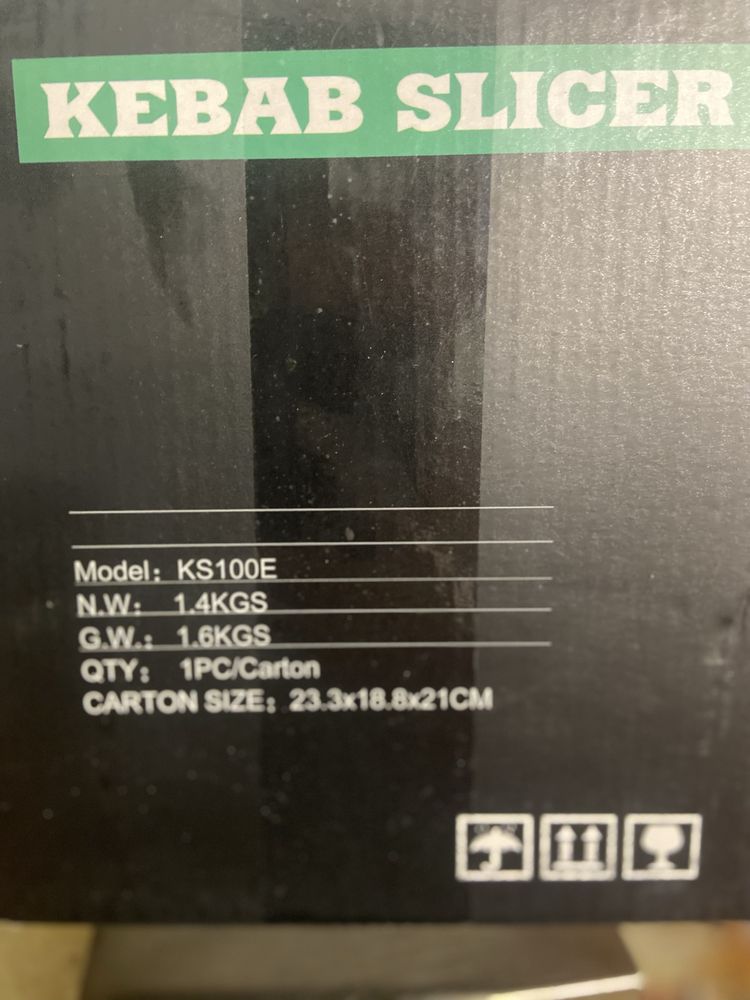 KEBAB SLICER
Model: KS100E
N.W: 1.4KGS
G.W.: 1.6KGS
QTY: 1PC/Carton
CARTON SIZE: 23.3x18.8x21CM